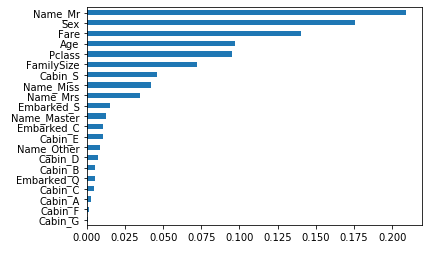 Name_Mr
Sex
Fare
Age
Pclass
FamilySize
Cabin_S
Name_Miss
Name_Mrs
Embarked_S
Name_Master
Embarked_C
Cabin_E
Name_Other
Cabin_D
Cabin_B
Embarked_Q
Cabin_C
Cabin_A
Cabin_F
Cabin_G
0.000 0.025 0.050 0.075 0.100 0.125 0.150 0.175 0.200